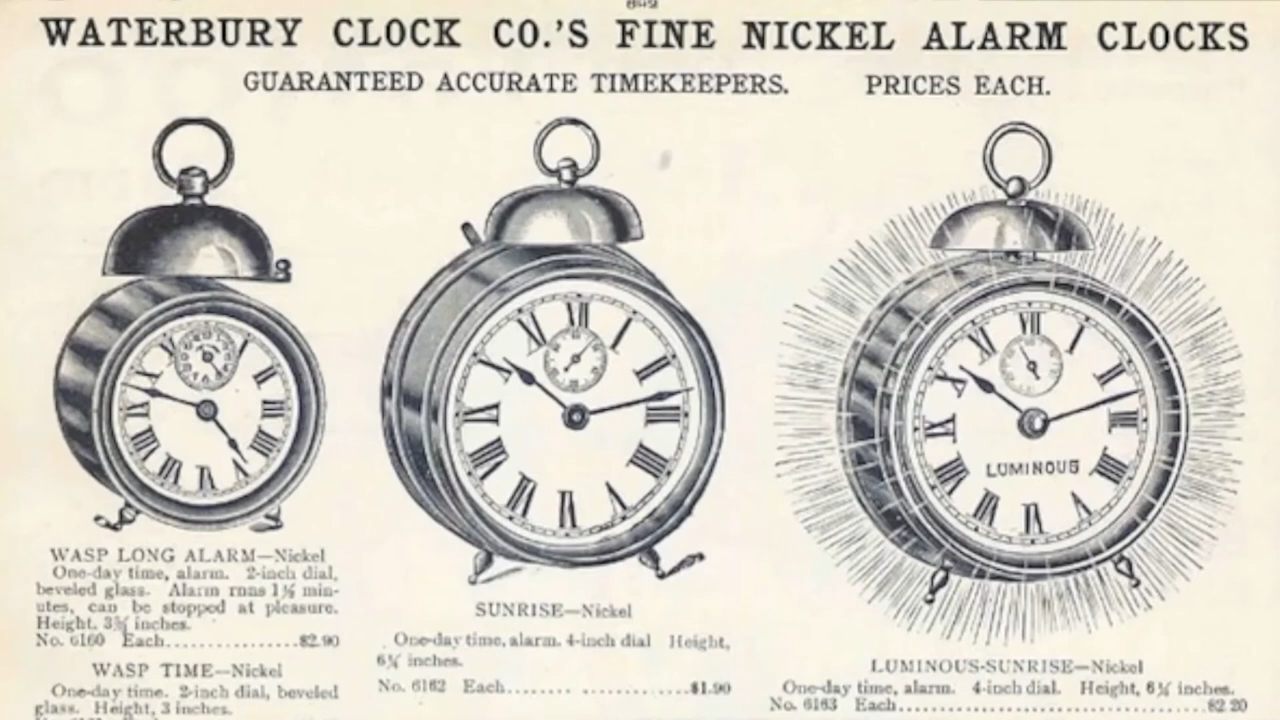 WATERBURY CLOCK CO.'S FINE NICKEL ALARM CLOCKS
GUARANTEED ACCURATE TIMEKEEPERS. PRICES EACH.
LUMINOUS
WASP LONG ALARM—Nickel
One-day time, alarm. 2-inch dial,
beveled glass. Alarm runs 1½ min-
utes, can be stopped at pleasure.
Height, 3¾ inches.
No. 6160 Each..................$2.90
WASP TIME—Nickel
One-day time. 2-inch dial, beveled
glass. Height, 3 inches.
SUNRISE—Nickel
One-day time, alarm. 4-inch dial Height,
6¼ inches.
No. 6162 Each....... ...............$1.90
LUMINOUS-SUNRISE—Nickel
One-day time, alarm. 4-inch dial. Height, 6¼ inches.
No. 6163 Each........................................$2 20